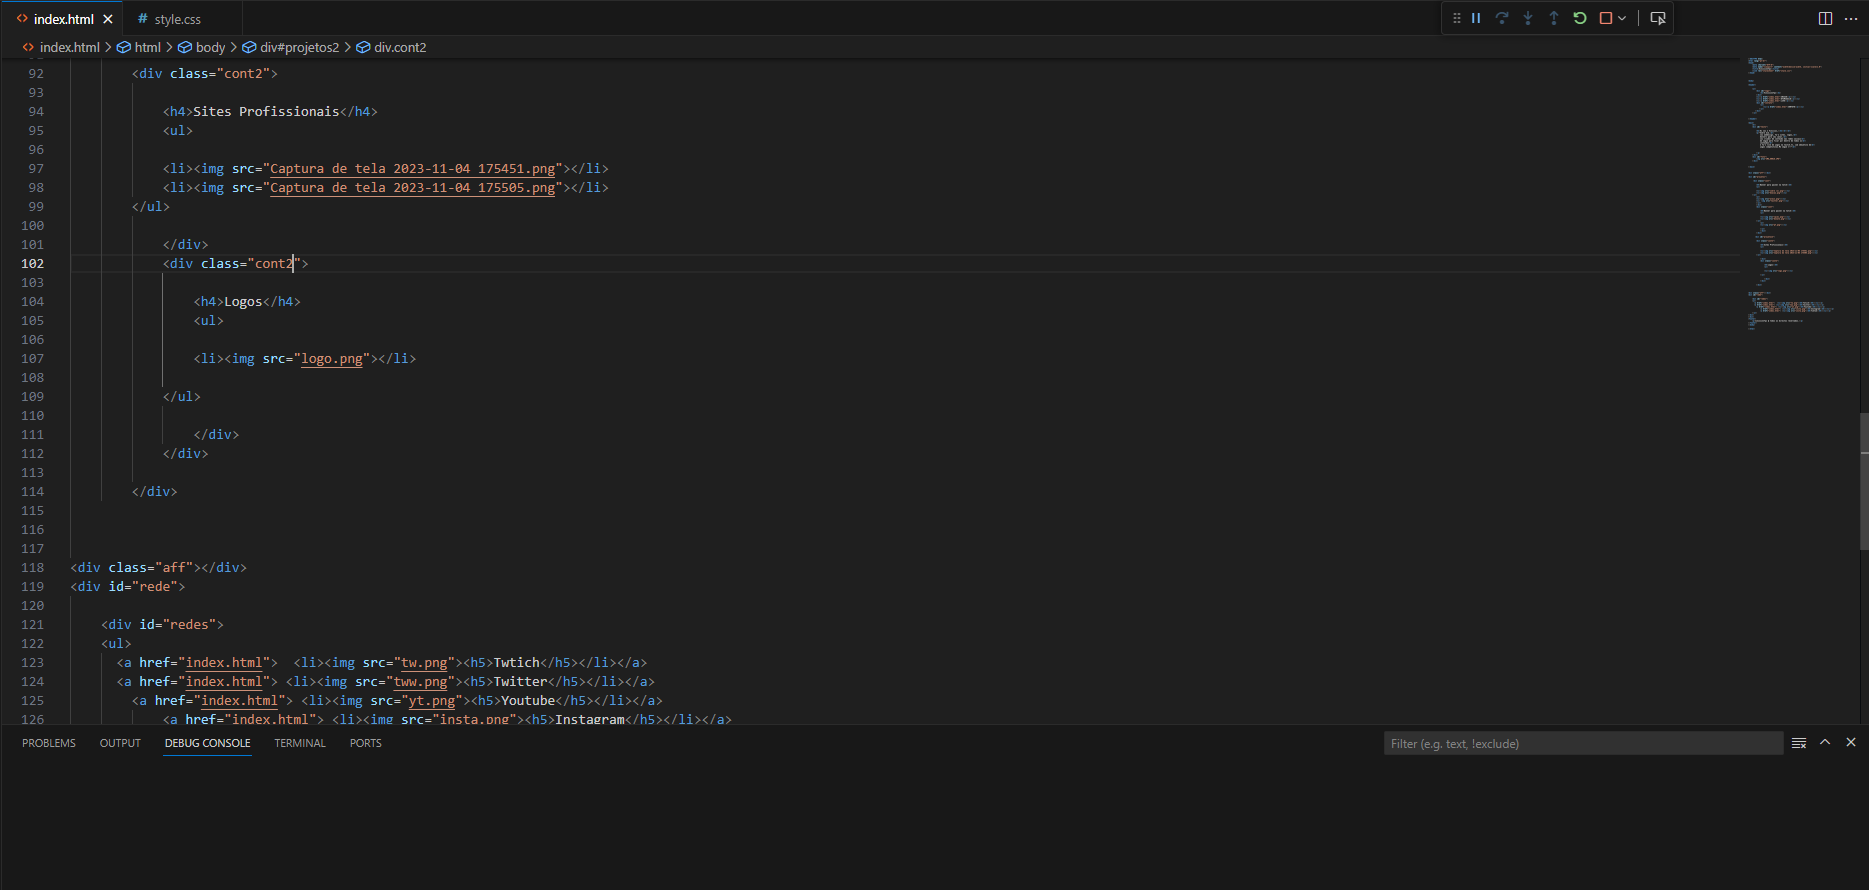 index.html
style.css
index.html > html > body > div#projetos2 > div.cont2
92 <div class="cont2">
93
94 <h4>Sites Profissionais</h4>
95 <ul>
96
97 <li><img src="Captura de tela 2023-11-04 175451.png"></li>
98 <li><img src="Captura de tela 2023-11-04 175505.png"></li>
99 </ul>
100
101 </div>
102 <div class="cont2">
103
104 <h4>Logos</h4>
105 <ul>
106
107 <li><img src="logo.png"></li>
108
109 </ul>
110
111 </div>
112 </div>
113
114 </div>
115
116
117
118 <div class="aff"></div>
119 <div id="rede">
120
121 <div id="redes">
122 <ul>
123 <a href="index.html">  <li><img src="tw.png"><h5>Twtich</h5></li></a>
124 <a href="index.html"> <li><img src="tww.png"><h5>Twitter</h5></li></a>
125 <a href="index.html"> <li><img src="yt.png"><h5>Youtube</h5></li></a>
126 <a href="index.html"> <li><img src="insta.png"><h5>Instagram</h5></li></a>
PROBLEMS OUTPUT DEBUG CONSOLE TERMINAL PORTS
Filter (e.g. text, !exclude)